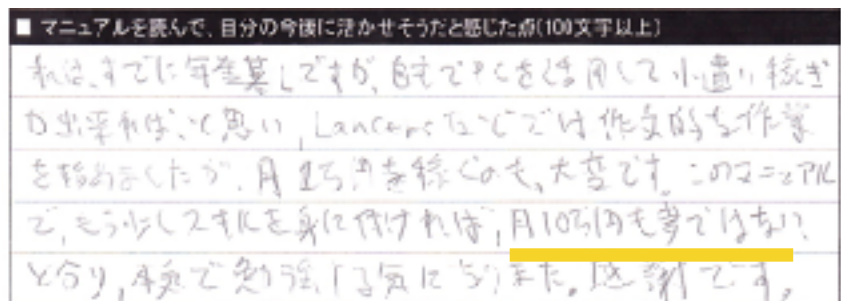 ■ マニュアルを読んで、自分の今後に活かせそうだと感じた点(100文字以上)
私は、すでに年金暮しですが、自宅でPCを活用して小遣い稼ぎ
が出来れば、と思い、Lancersなどでは作文的な作業
を始めましたが、月1万円を稼ぐのも、大変です。このマニュアル
で、もう少しスキルを身に付ければ、月10万円も夢ではない
となり、本気で勉強する気になりました。感謝です。